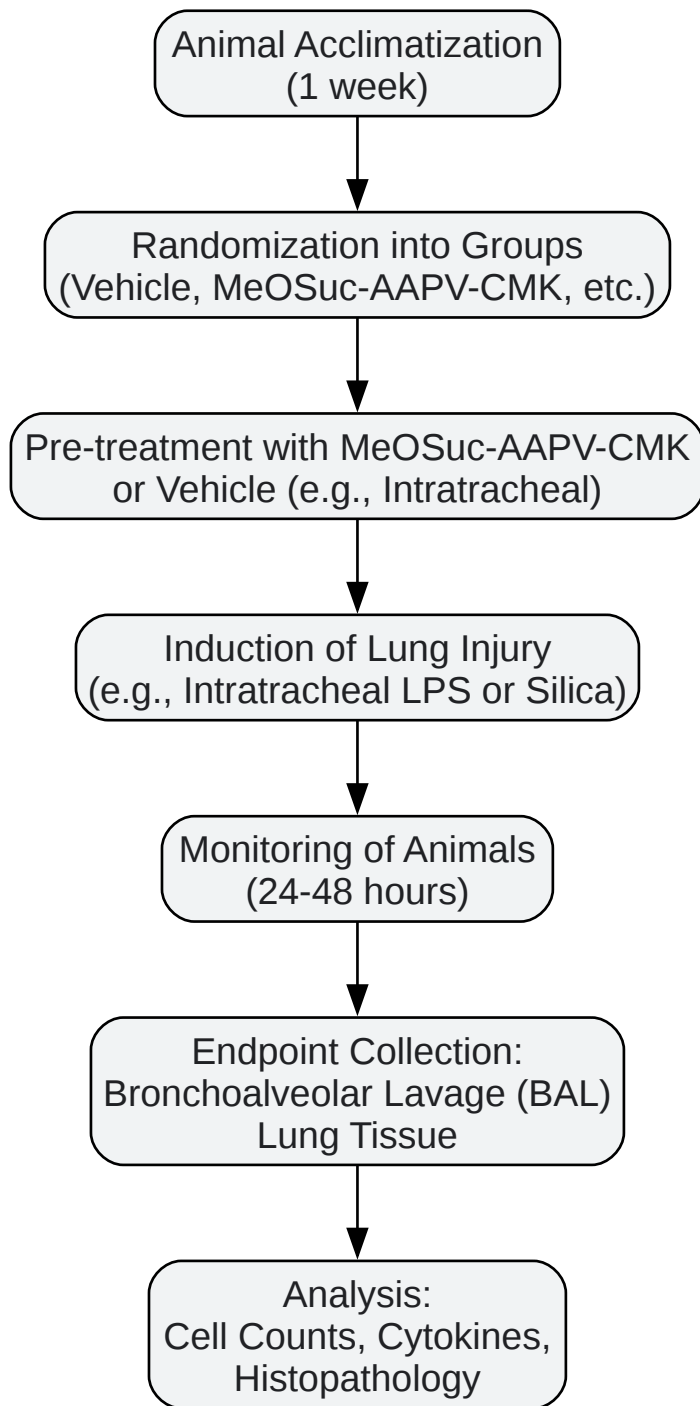 Animal Acclimatization
(1 week)
Randomization into Groups
(Vehicle, MeOSuc-AAPV-CMK, etc.)
Pre-treatment with MeOSuc-AAPV-CMK
or Vehicle (e.g., Intratracheal)
Induction of Lung Injury
(e.g., Intratracheal LPS or Silica)
Monitoring of Animals
(24-48 hours)
Endpoint Collection:
Bronchoalveolar Lavage (BAL)
Lung Tissue
Analysis:
Cell Counts, Cytokines,
Histopathology